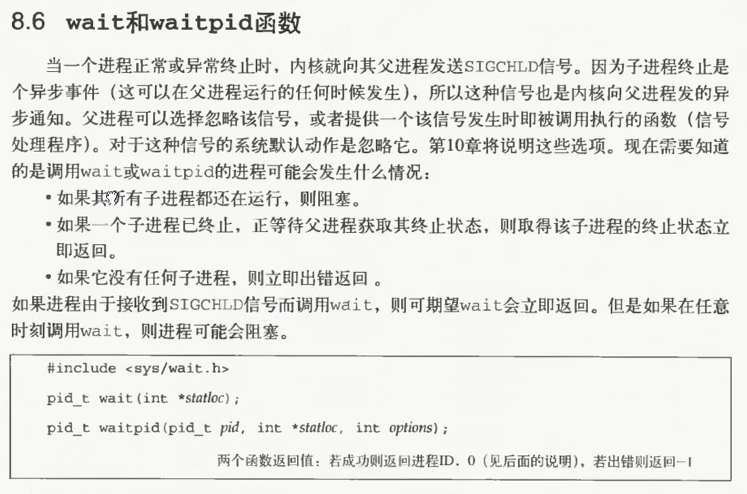 8.6 wait和waitpid函数
当一个进程正常或异常终止时，内核就向其父进程发送SIGCHLD信号。因为子进程终止是
个异步事件（这可以在父进程运行的任何时候发生），所以这种信号也是内核向父进程发的异
步通知。父进程可以选择忽略该信号，或者提供一个该信号发生时即被调用执行的函数（信号
处理程序）。对于这种信号的系统默认动作是忽略它。第10章将说明这些选项。现在需要知道
的是调用wait或waitpid的进程可能会发生什么情况：
•如果其所有子进程都还在运行，则阻塞。
•如果一个子进程已终止，正等待父进程获取其终止状态，则取得该子进程的终止状态立
即返回。
•如果它没有任何子进程，则立即出错返回。
如果进程由于接收到SIGCHLD信号而调用wait，则可期望wait会立即返回。但是如果在任意
时刻调用wait，则进程可能会阻塞。
#include <sys/wait.h>
pid_t wait(int *statloc);
pid_t waitpid(pid_t pid, int *statloc, int options);
两个函数返回值：若成功则返回进程ID，0（见后面的说明），若出错则返回-1